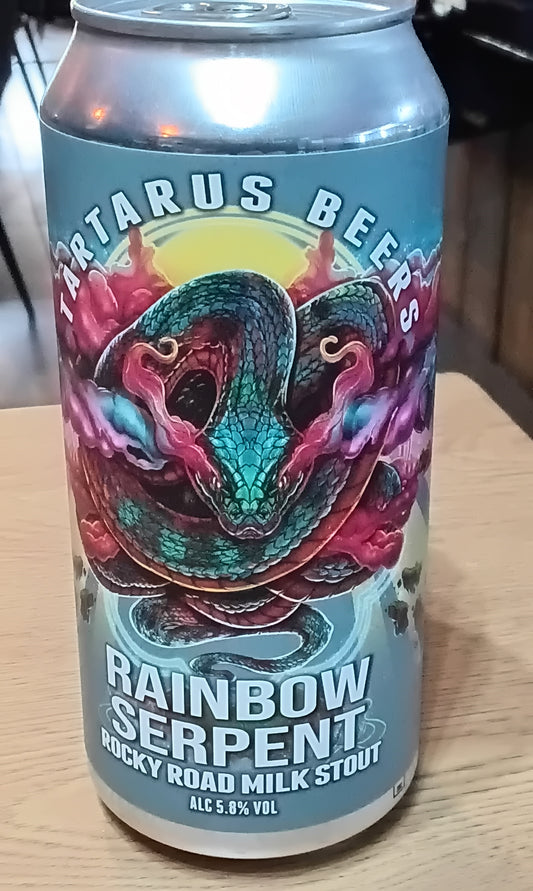 TARTARUS BEERS
RAINBOW
SERPENT
ROCKY ROAD MILK STOUT
ALC 5.8% VOL